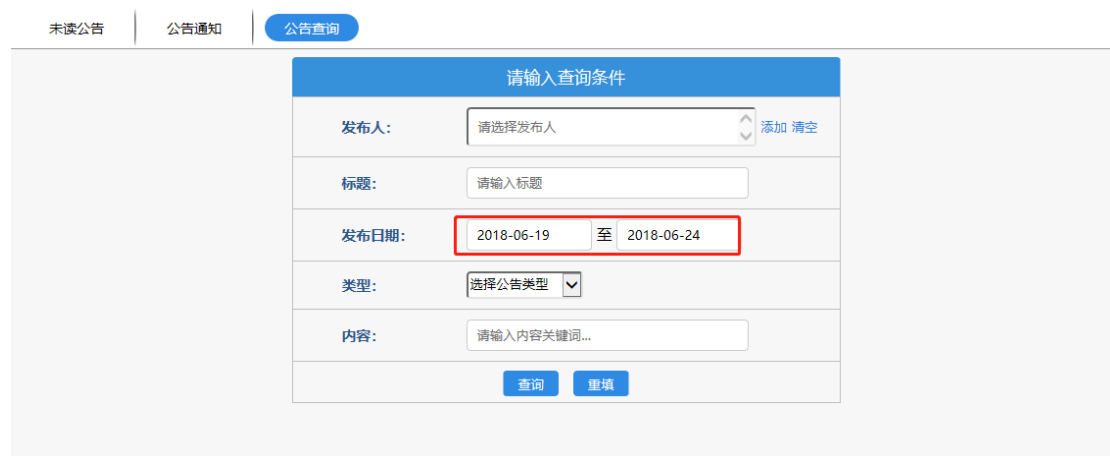 未读公告 公告通知 公告查询
请输入查询条件
发布人： 请选择发布人 添加 清空
标题： 请输入标题
发布日期： 2018-06-19 至 2018-06-24
类型： 选择公告类型
内容： 请输入内容关键词...
查询 重填